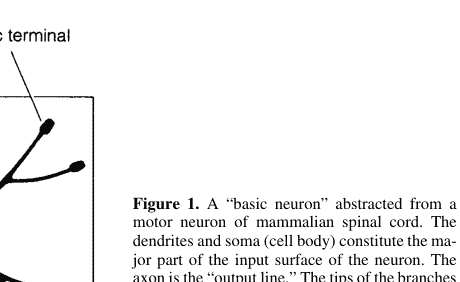 terminal
Figure 1. A “basic neuron” abstracted from a
motor neuron of mammalian spinal cord. The
dendrites and soma (cell body) constitute the ma-
jor part of the input surface of the neuron. The
axon is the “output line.” The tips of the branches